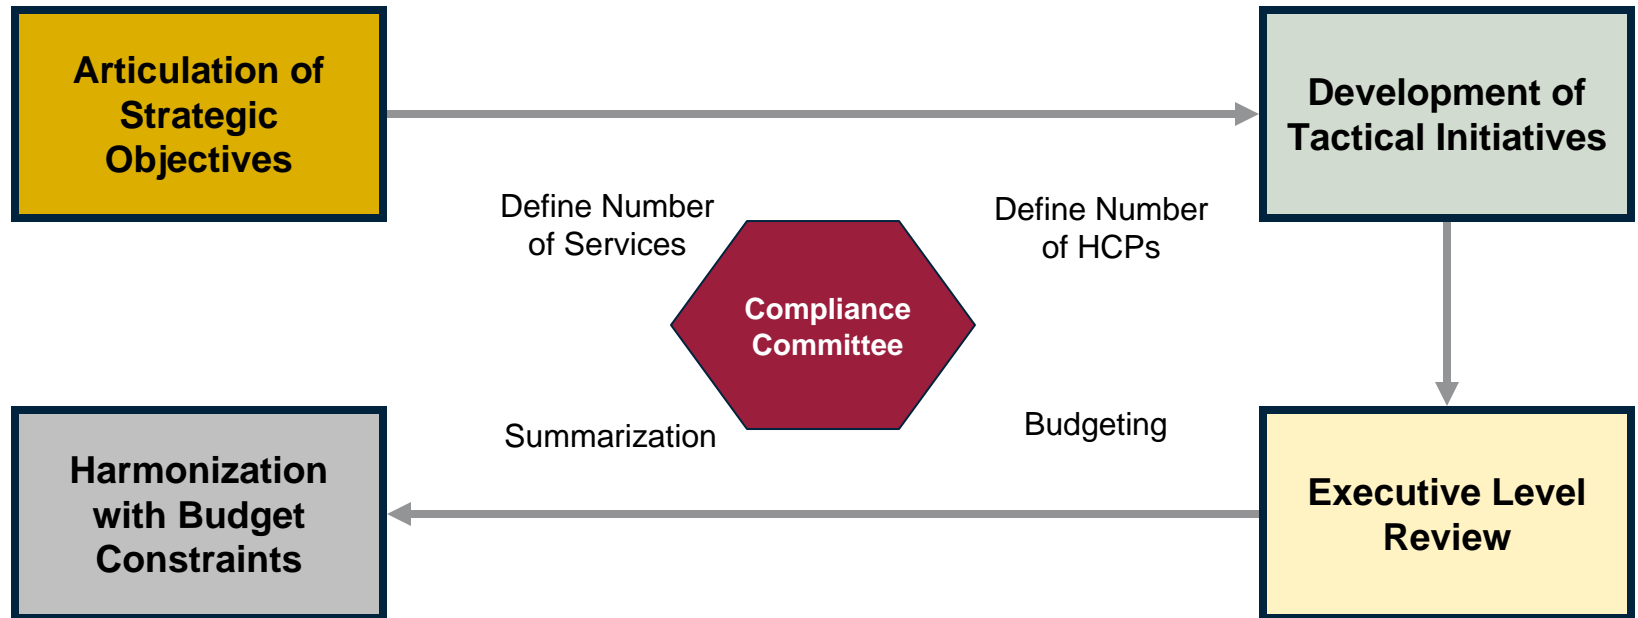 Articulation of
Strategic
Objectives
Development of
Tactical Initiatives
Define Number
of Services
Define Number
of HCPs
Compliance
Committee
Summarization
Budgeting
Harmonization
with Budget
Constraints
Executive Level
Review